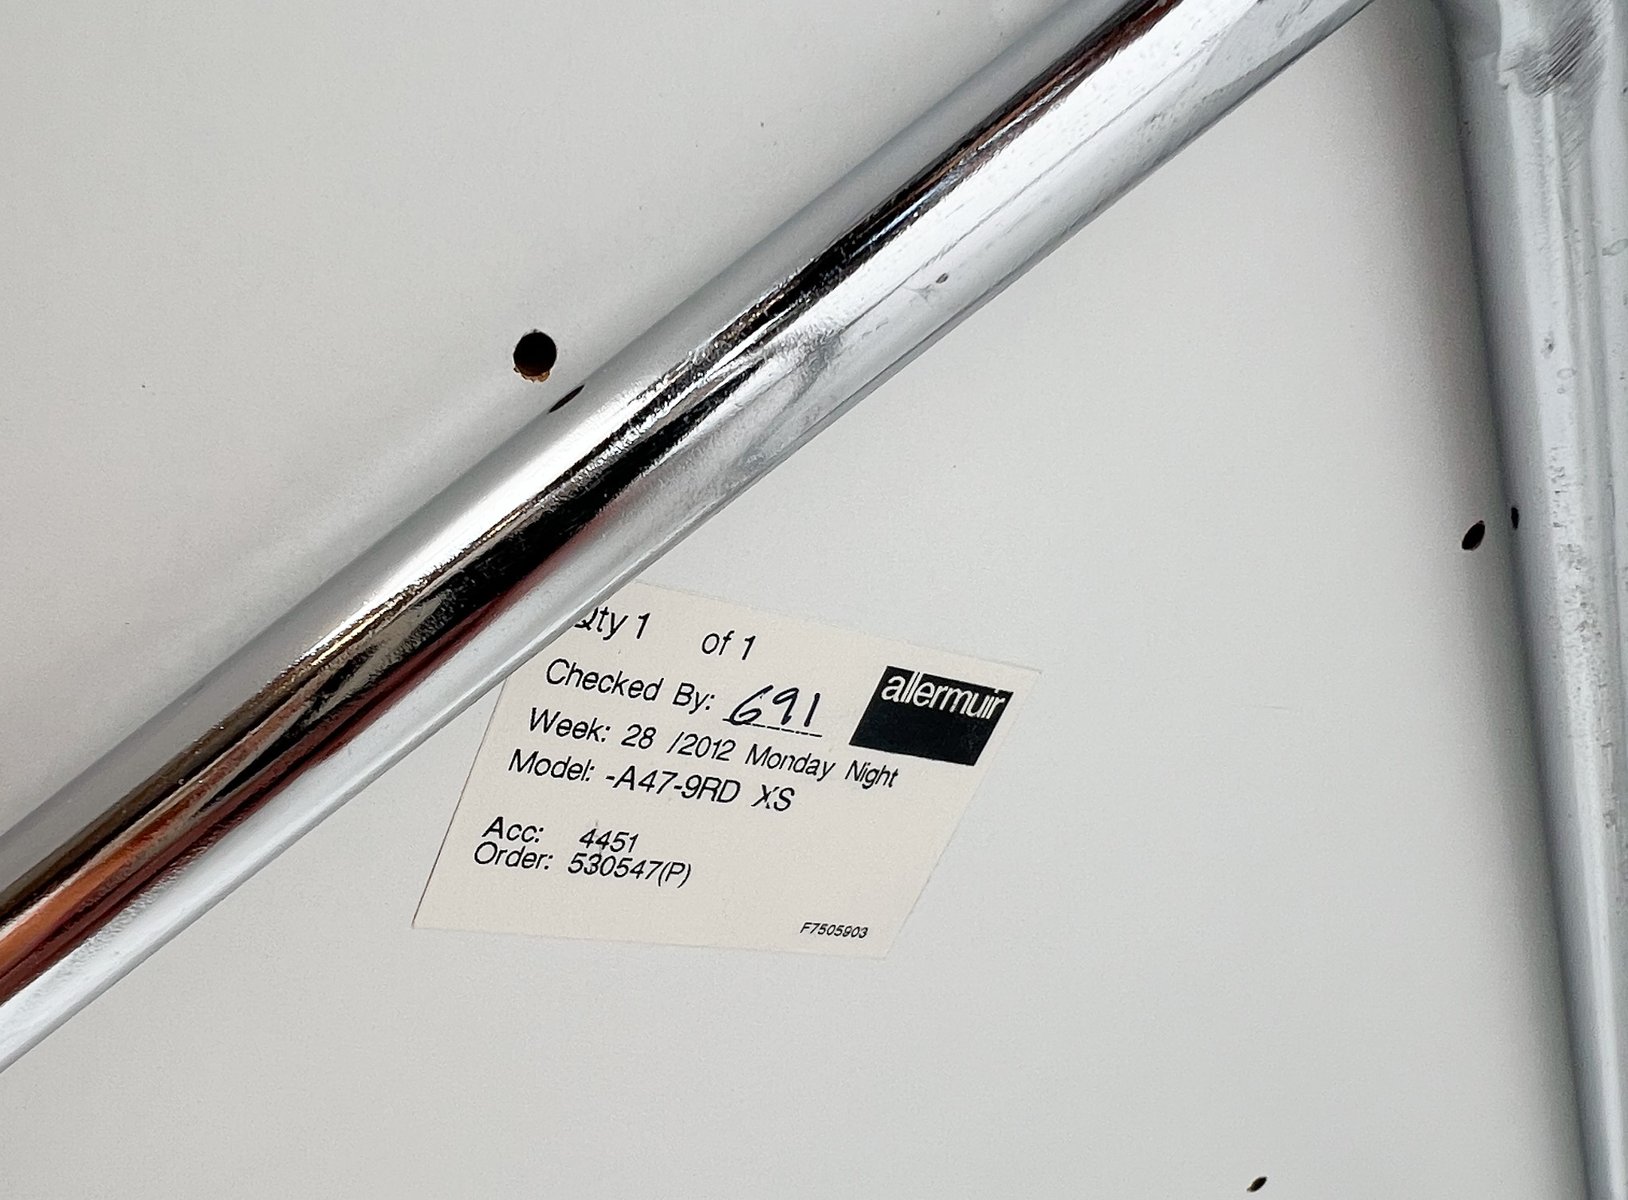 Qty 1 of 1
Checked By: 691
allermuir
Week: 28 /2012 Monday Night
Model: -A47-9RD XS
Acc: 4451
Order: 530547(P)
F7505903